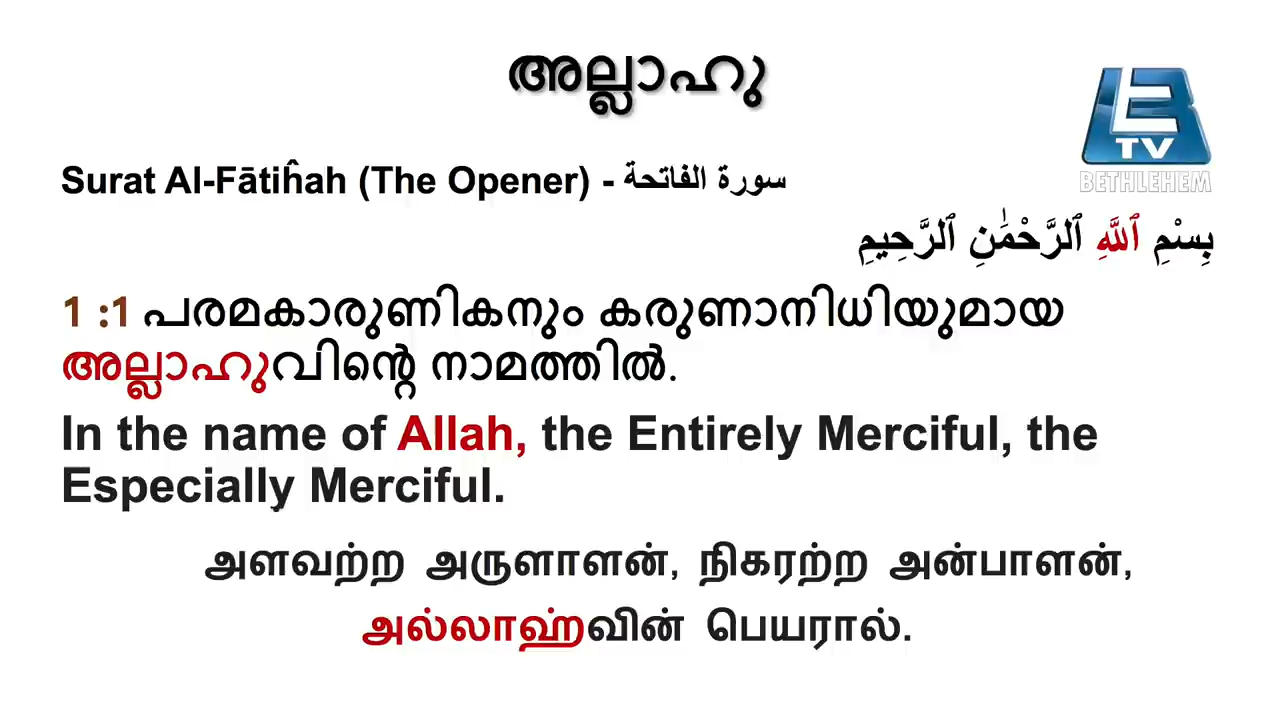 അല്ലാഹു
B TV
BETHLEHEM
Surat Al-Fātiĥah (The Opener) - سورة الفاتحة
بِسْمِ ٱللَّهِ ٱلرَّحْمَٰنِ ٱلرَّحِيمِ
1 :1 പരമകാരുണികനും കരുണാനിധിയുമായ
അല്ലാഹുവിന്റെ നാമത്തിൽ.
In the name of Allah, the Entirely Merciful, the
Especially Merciful.
அளவற்ற அருளாளன், நிகரற்ற அன்பாளன்,
அல்லாஹ்வின் பெயரால்.